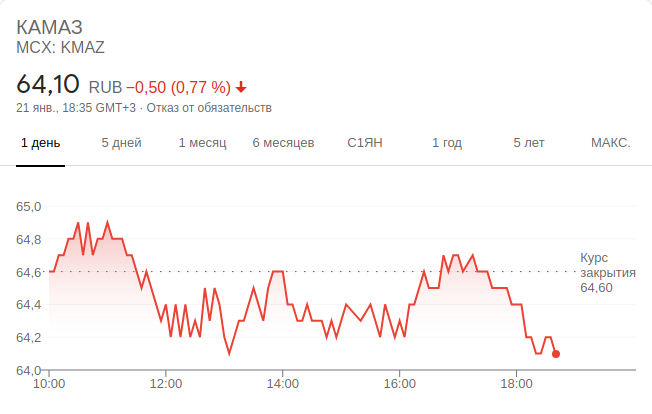 КАМАЗ
MCX: KMAZ
64,10 RUB −0,50 (0,77 %)
21 янв., 18:35 GMT+3 · Отказ от обязательств
1 день 5 дней 1 месяц 6 месяцев С1ЯН 1 год 5 лет МАКС.
65,0
64,8
64,6
64,4
64,2
64,0
Курс
закрытия
64,60
10:00 12:00 14:00 16:00 18:00